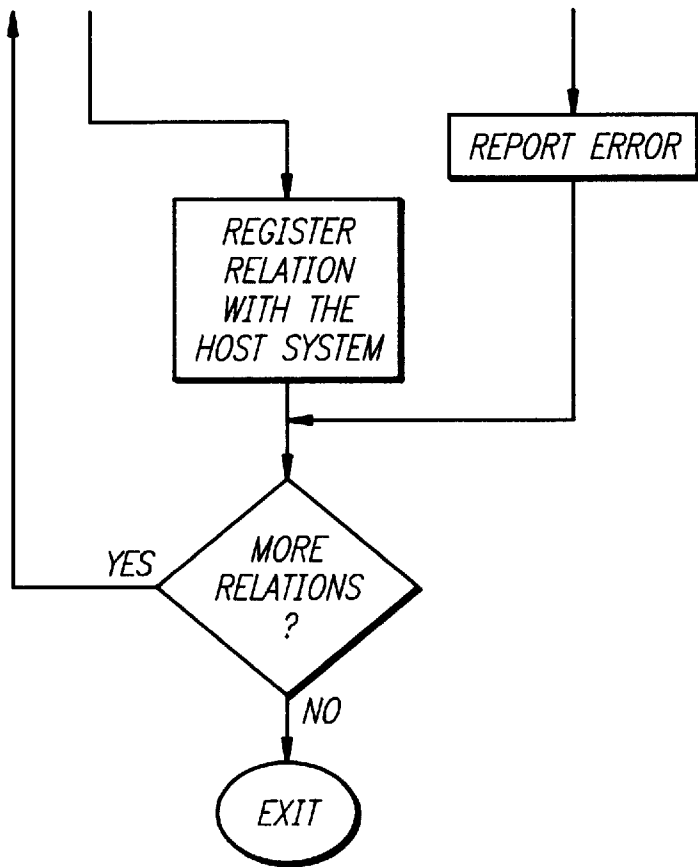 REPORT ERROR
REGISTER
RELATION
WITH THE
HOST SYSTEM
YES
MORE
RELATIONS
?
NO
EXIT